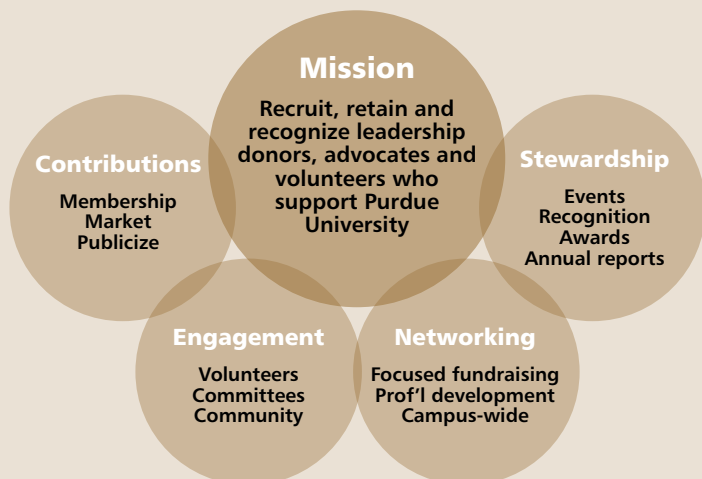 Mission
Recruit, retain and
recognize leadership
donors, advocates and
volunteers who
support Purdue
University
Contributions
Membership
Market
Publicize
Stewardship
Events
Recognition
Awards
Annual reports
Engagement
Volunteers
Committees
Community
Networking
Focused fundraising
Prof’l development
Campus-wide